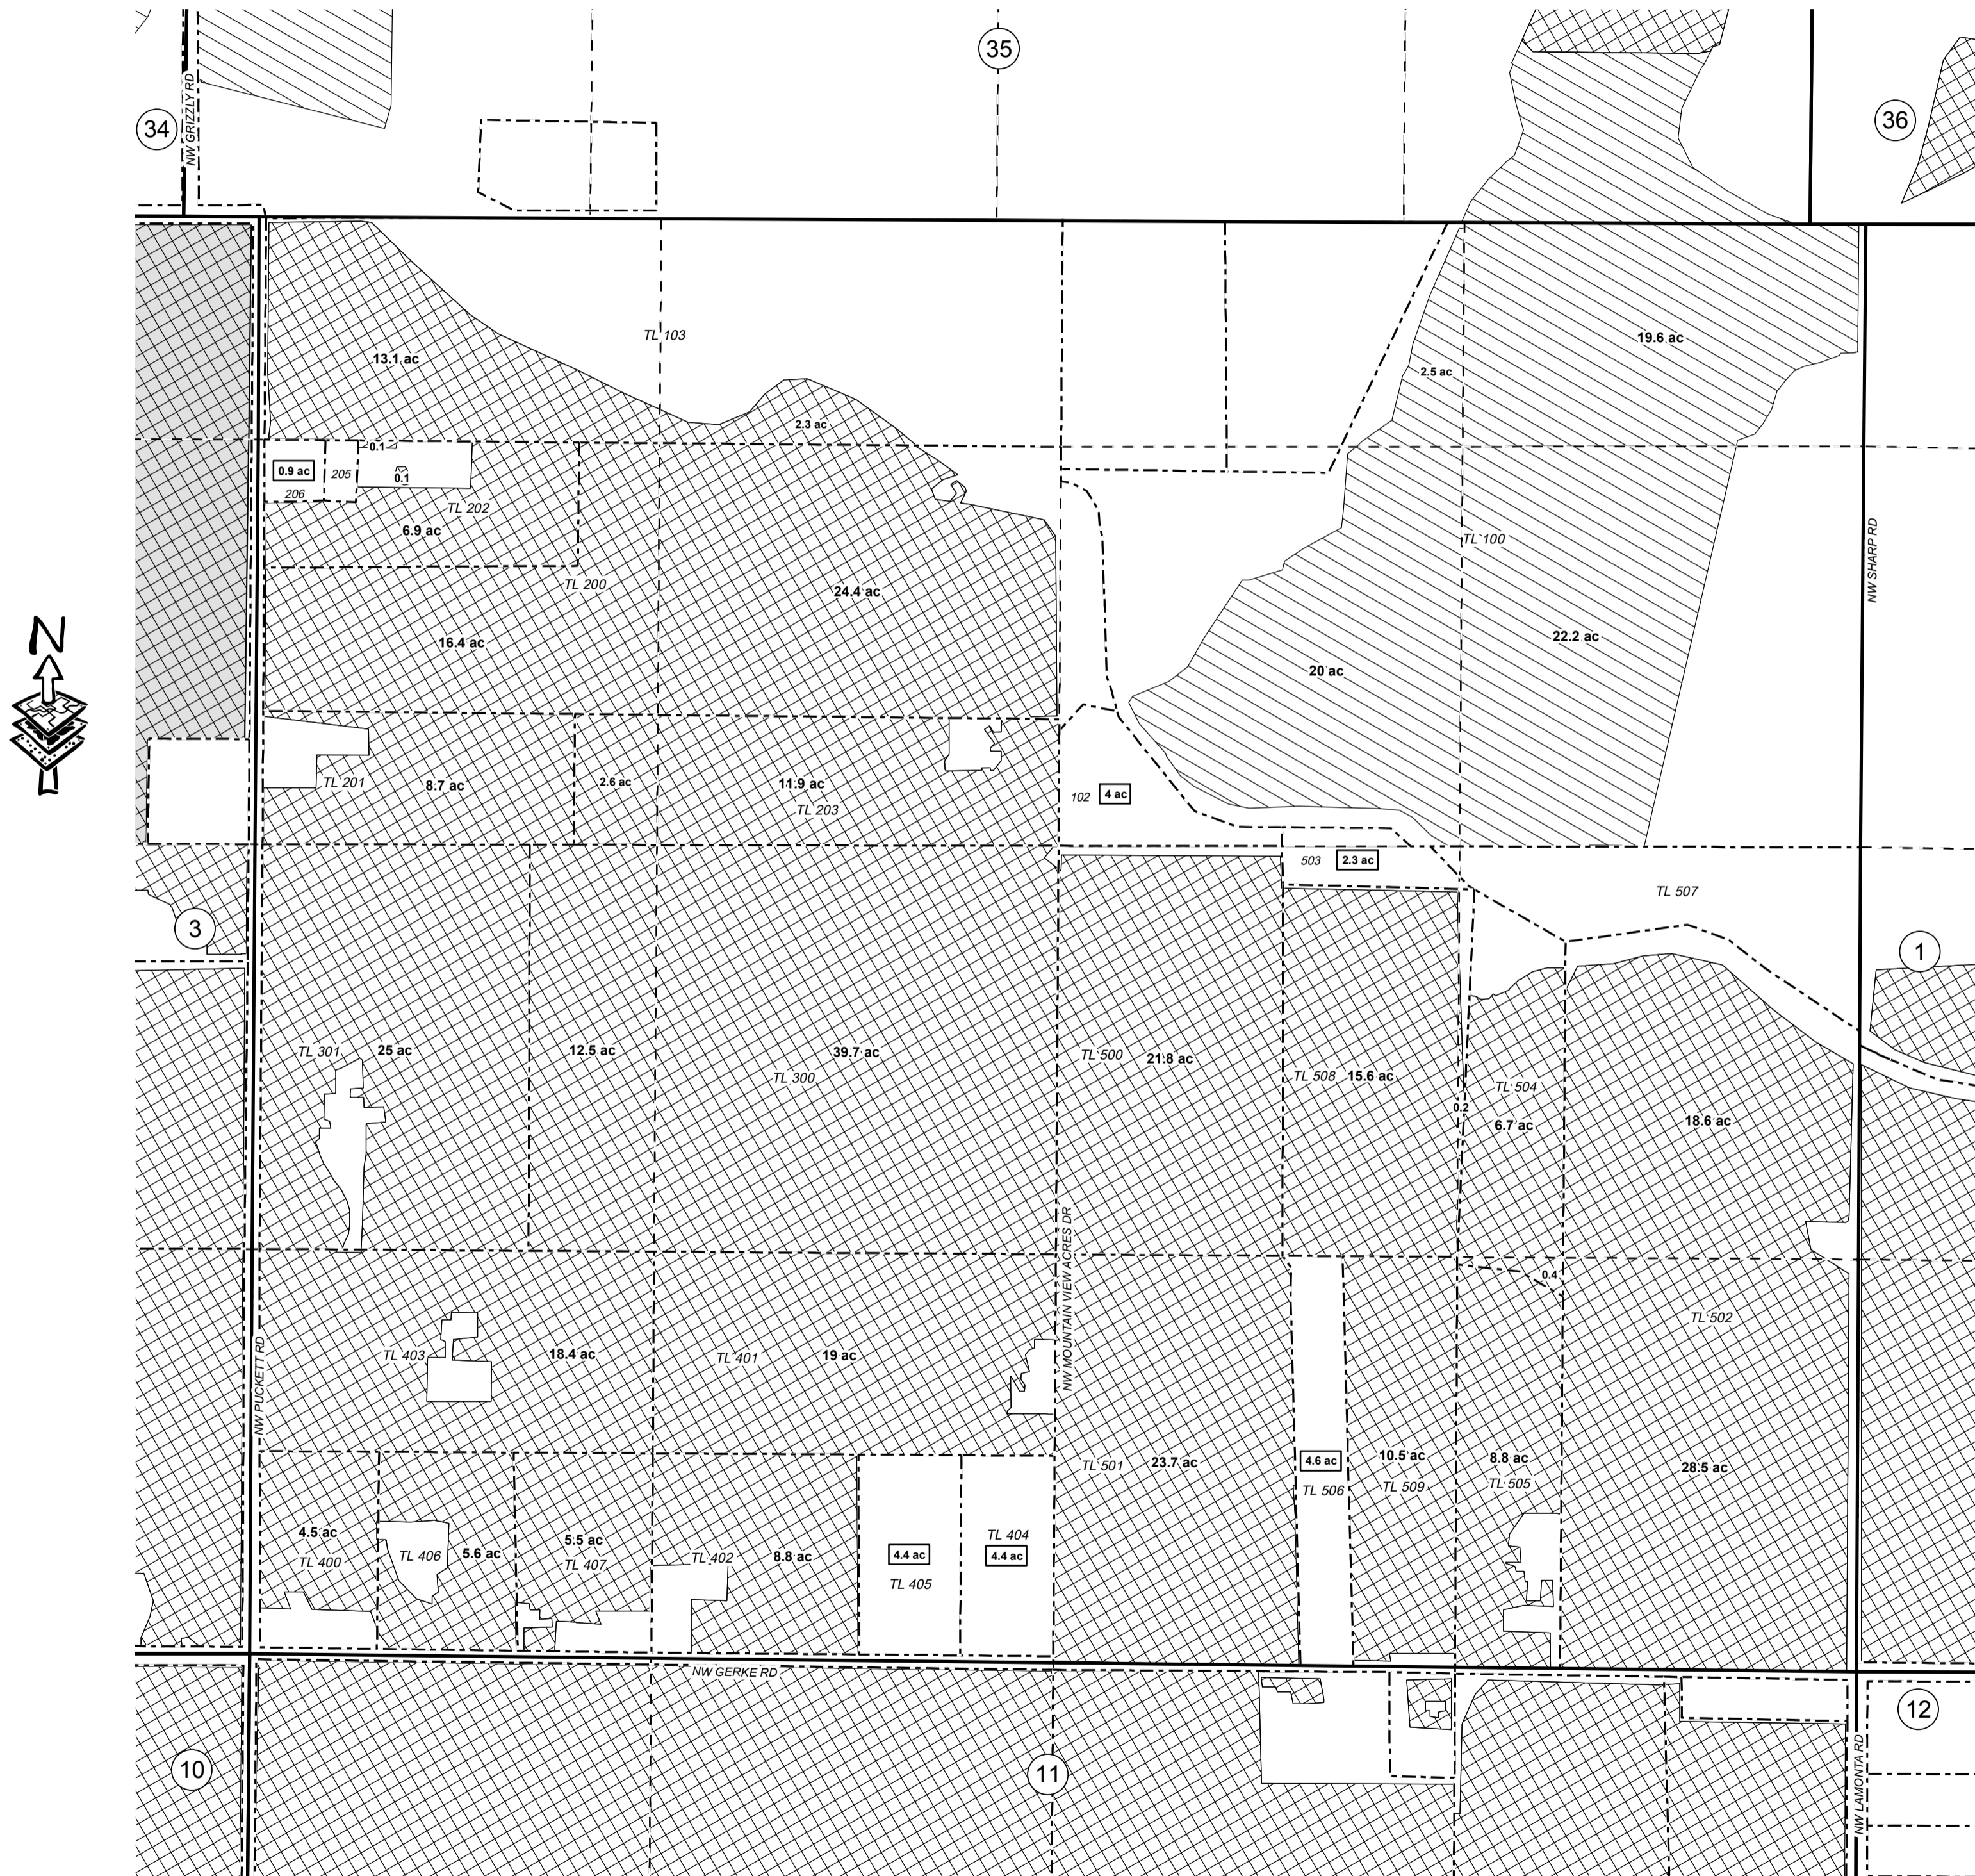 35
34
NW GRIZZLY RD
36
TL 103
13.1 ac
19.6 ac
2.5 ac
2.3 ac
0.1
0.9 ac
205
0.1
206
TL 202
6.9 ac
NW SHARP RD
TL 100
TL 200
24.4 ac
N
16.4 ac
22.2 ac
20 ac
TL 201
8.7 ac
2.6 ac
11.9 ac
TL 203
102
4 ac
503
2.3 ac
TL 507
3
1
TL 301
25 ac
12.5 ac
39.7 ac
TL 300
TL 500
21.8 ac
TL 508
15.6 ac
TL 504
0.2
6.7 ac
18.6 ac
NW MOUNTAIN VIEW ACRES DR
0.4
TL 502
NW PUCKETT RD
TL 403
18.4 ac
TL 401
19 ac
TL 501
23.7 ac
4.6 ac
TL 506
10.5 ac
TL 509
8.8 ac
TL 505
28.5 ac
4.5 ac
TL 400
TL 406
5.6 ac
5.5 ac
TL 407
TL 402
8.8 ac
4.4 ac
TL 405
TL 404
4.4 ac
NW GERKE RD
12
10
11
NW LAMONTA RD